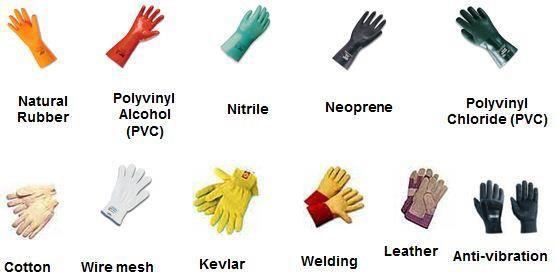 Natural
Rubber
Polyvinyl
Alcohol
(PVC)
Nitrile
Neoprene
Polyvinyl
Chloride (PVC)
Cotton
Wire mesh
Kevlar
Welding
Leather
Anti-vibration